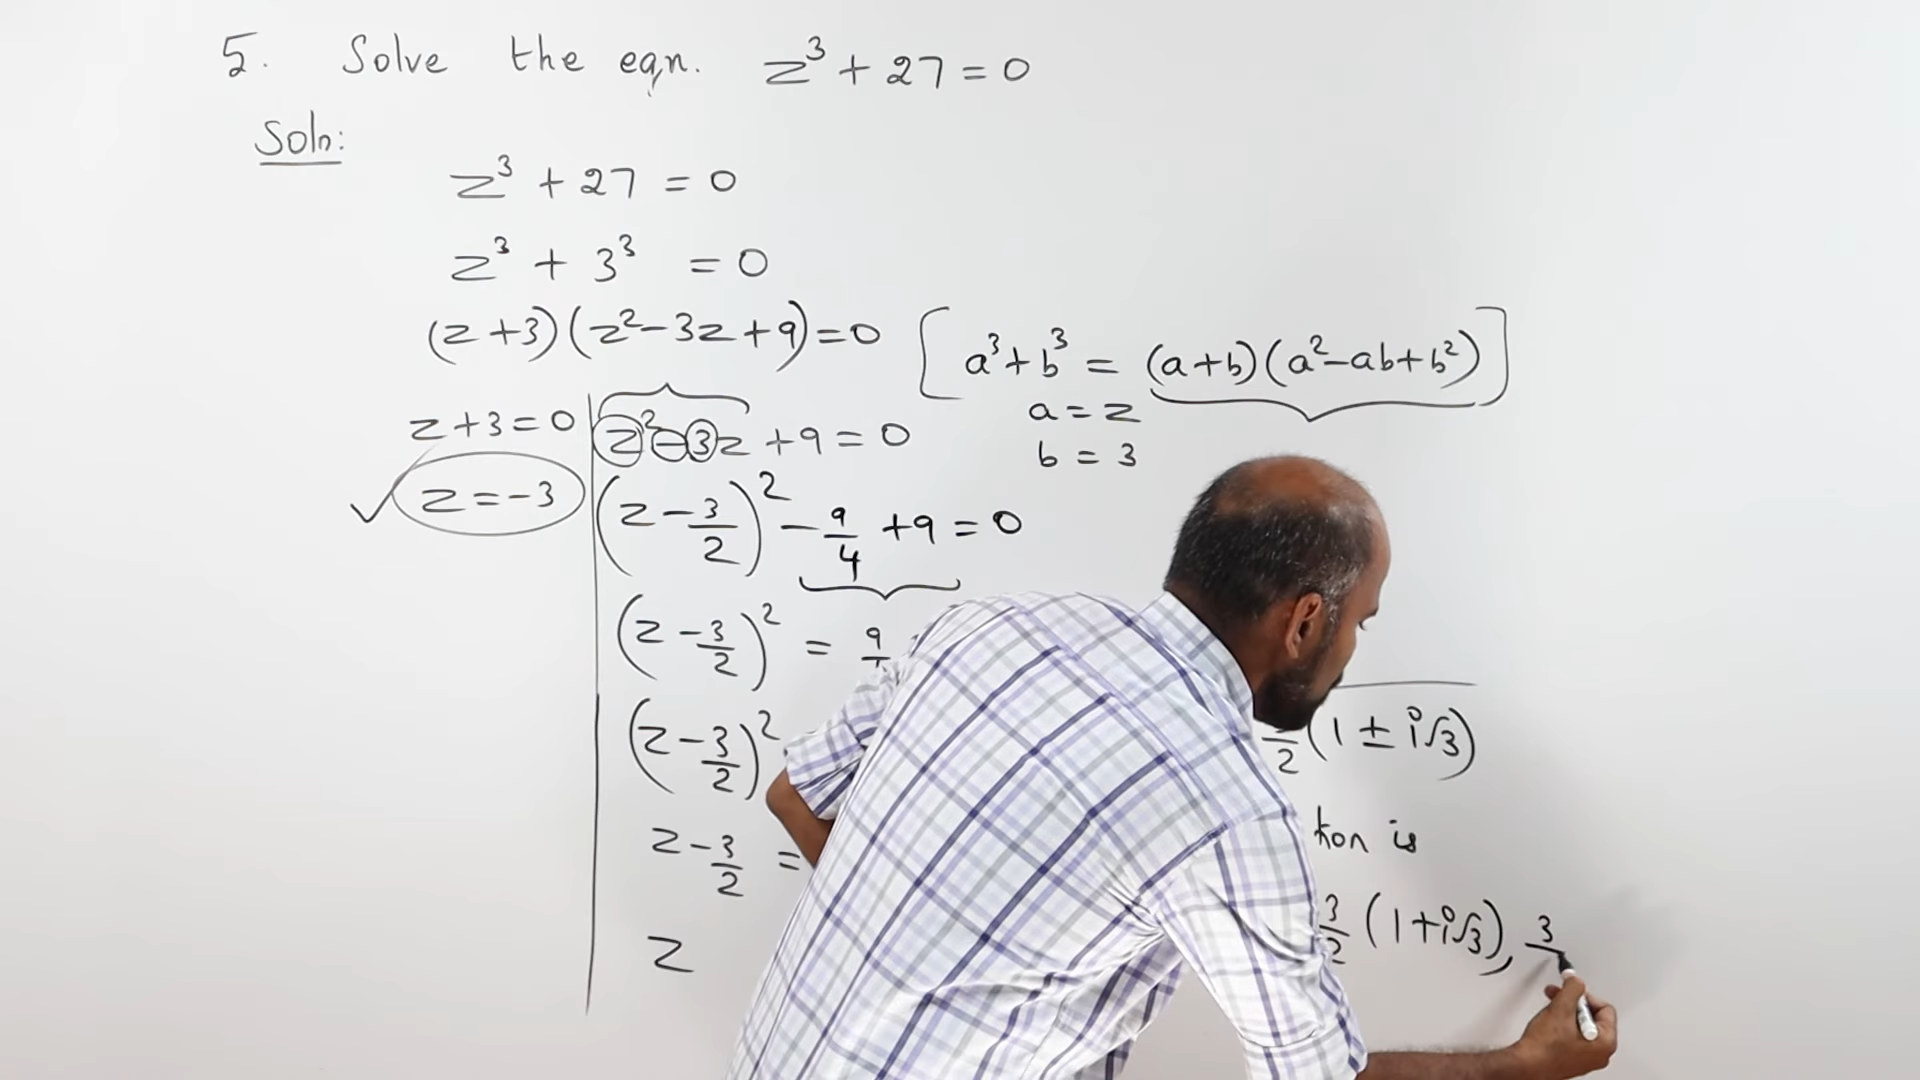 5. Solve the eqn. z³ + 27 = 0
Soln:
z³ + 27 = 0
z³ + 3³ = 0
(z + 3)(z² - 3z + 9) = 0
[a³ + b³ = (a + b)(a² - ab + b²)]
a = z
b = 3
z + 3 = 0
✓ z = -3
z² - 3z + 9 = 0
(z - 3/2)² - 9/4 + 9 = 0
(z - 3/2)² = 9
(z - 3/2)²
z - 3/2 =
z
2 (1 ± i√3)
is
3/2 (1 + i√3), 3